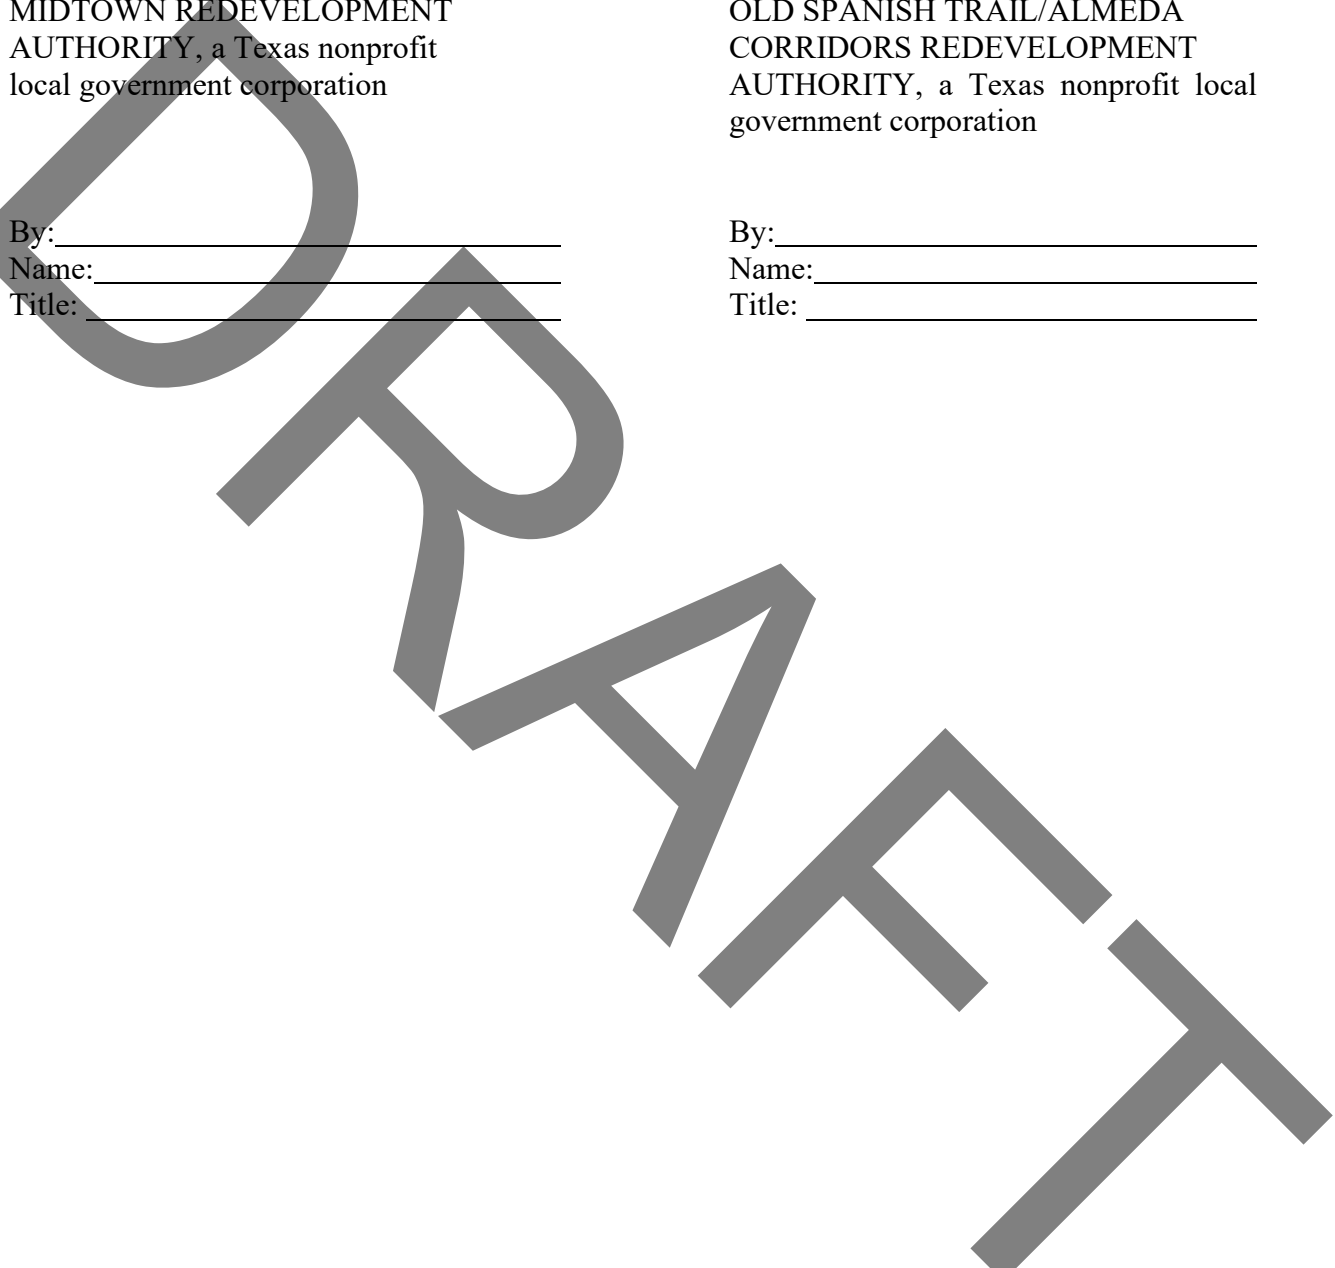 MIDTOWN REDEVELOPMENT
AUTHORITY, a Texas nonprofit
local government corporation
By:
Name:
Title:
OLD SPANISH TRAIL/ALMEDA
CORRIDORS REDEVELOPMENT
AUTHORITY, a Texas nonprofit local
government corporation
By:
Name:
Title:
DRAFT